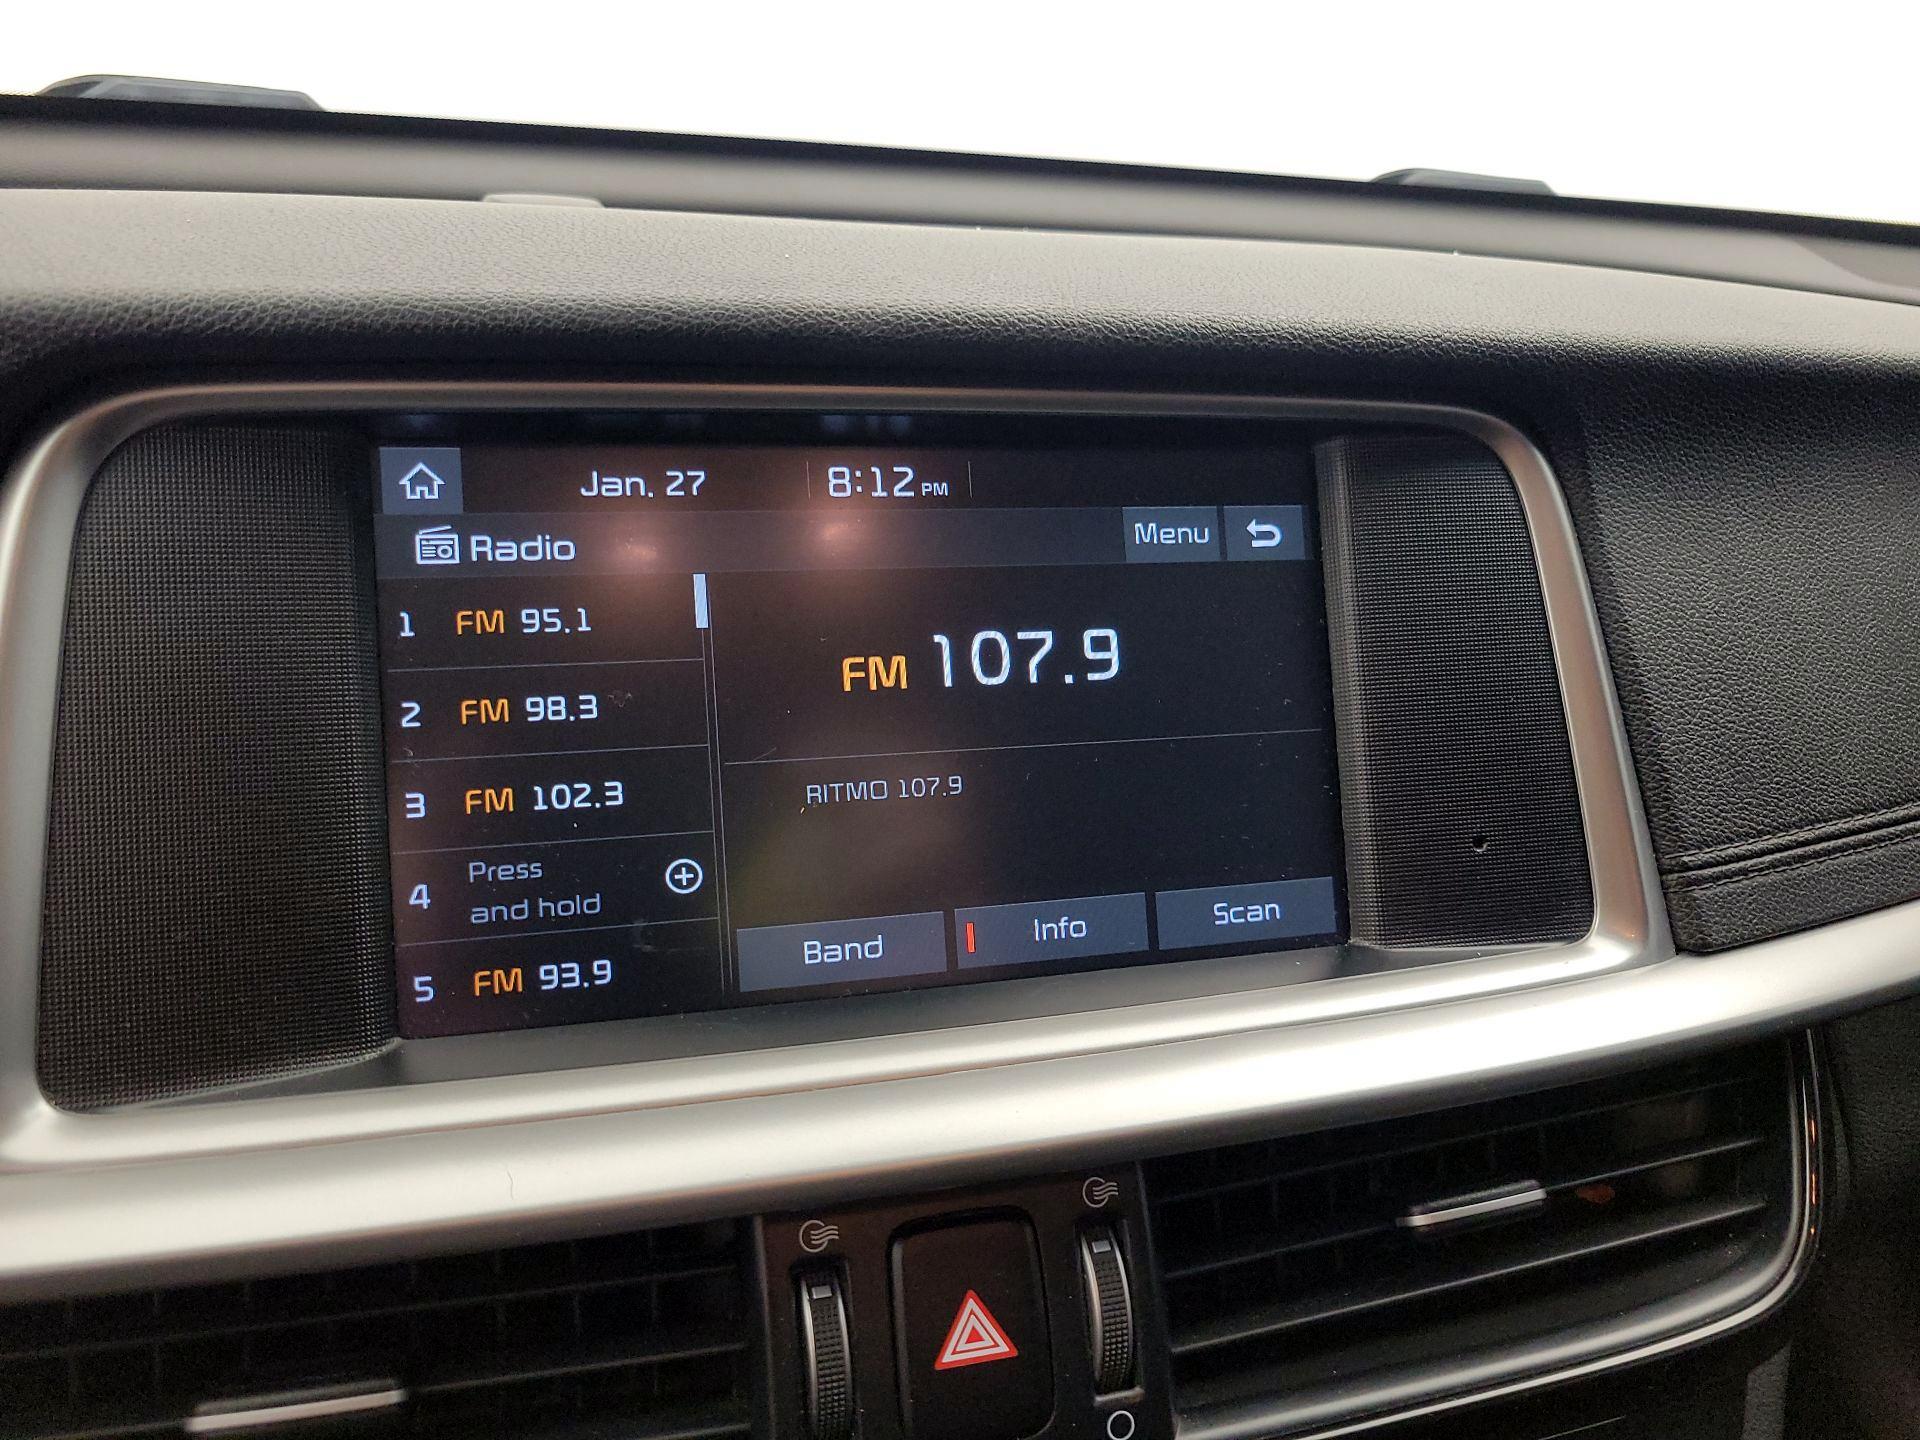 Jan. 27 8:12 PM
Radio Menu
1 FM 95.1
2 FM 98.3
3 FM 102.3
4 Press
and hold
5 FM 93.9
FM 107.9
RITMO 107.9
Band Info Scan